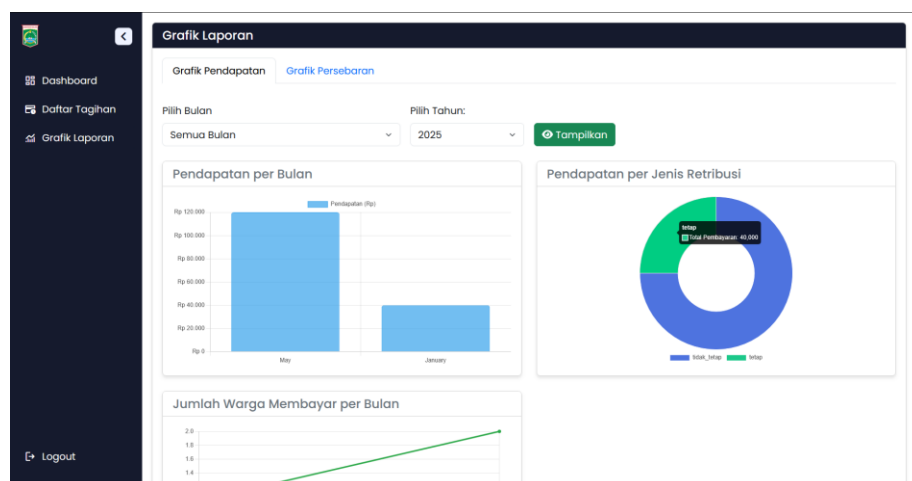 Grafik Laporan
Dashboard
Daftar Tagihan
Grafik Laporan
Logout
Grafik Pendapatan Grafik Persebaran
Pilih Bulan Pilih Tahun:
Semua Bulan 2025 Tampilkan
Pendapatan per Bulan
Pendapatan (Rp)
Rp 120.000
Rp 100.000
Rp 80.000
Rp 60.000
Rp 40.000
Rp 20.000
Rp 0
May January
Pendapatan per Jenis Retribusi
tetap
Total Pembayaran: 40,000
tidak_tetap tetap
Jumlah Warga Membayar per Bulan
2.0
1.8
1.6
1.4